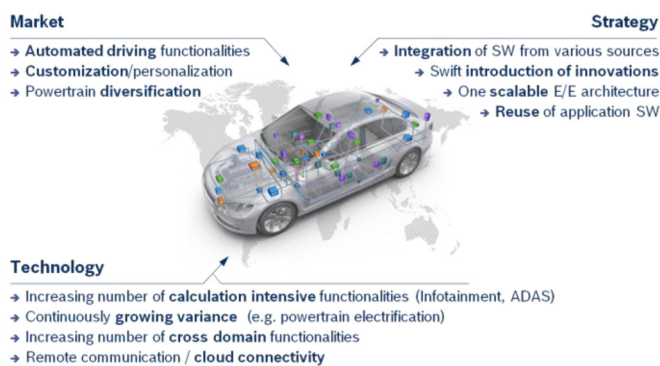 Market
→ Automated driving functionalities
→ Customization/personalization
→ Powertrain diversification
Strategy
→ Integration of SW from various sources
→ Swift introduction of innovations
→ One scalable E/E architecture
→ Reuse of application SW
Technology
→ Increasing number of calculation intensive functionalities (Infotainment, ADAS)
→ Continuously growing variance (e.g. powertrain electrification)
→ Increasing number of cross domain functionalities
→ Remote communication / cloud connectivity